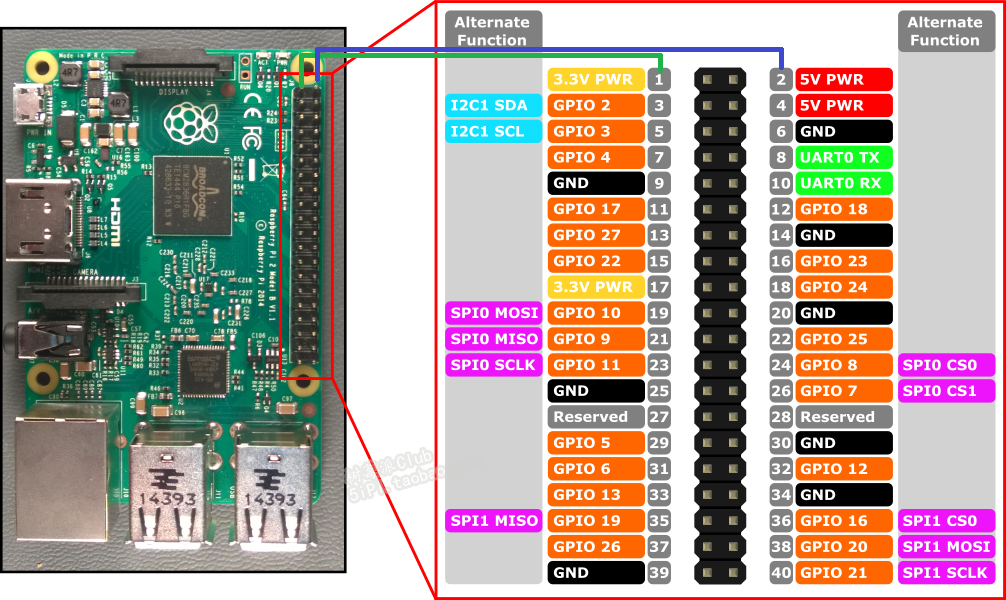 Alternate
Function
Alternate
Function
3.3V PWR 1 2 5V PWR
I2C1 SDA GPIO 2 3 4 5V PWR
I2C1 SCL GPIO 3 5 6 GND
GPIO 4 7 8 UART0 TX
GND 9 10 UART0 RX
GPIO 17 11 12 GPIO 18
GPIO 27 13 14 GND
GPIO 22 15 16 GPIO 23
3.3V PWR 17 18 GPIO 24
SPI0 MOSI GPIO 10 19 20 GND
SPI0 MISO GPIO 9 21 22 GPIO 25
SPI0 SCLK GPIO 11 23 24 GPIO 8 SPI0 CS0
GND 25 26 GPIO 7 SPI0 CS1
Reserved 27 28 Reserved
GPIO 5 29 30 GND
GPIO 6 31 32 GPIO 12
GPIO 13 33 34 GND
SPI1 MISO GPIO 19 35 36 GPIO 16 SPI1 CS0
GPIO 26 37 38 GPIO 20 SPI1 MOSI
GND 39 40 GPIO 21 SPI1 SCLK
Made in P.R.C.
4R7
4R7
DISPLAY
ACT
PWR
RUN
PWR IN
BROADCOM
HDMI
Raspberry Pi 2 Model B V1.1
© Raspberry Pi 2014
CAMERA
14393
14393